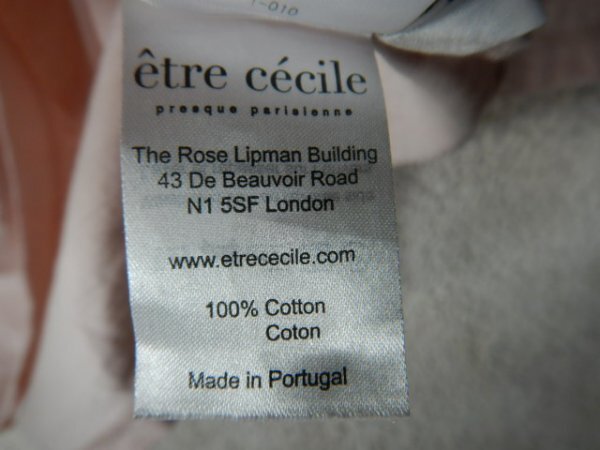 -010
être cécile
presque parisienne
The Rose Lipman Building
43 De Beauvoir Road
N1 5SF London
www.etrececile.com
100% Cotton
Coton
Made in Portugal